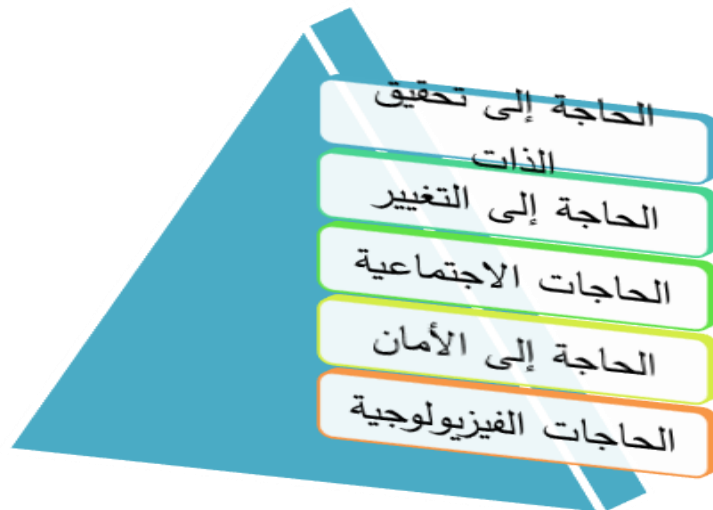 الحاجة إلى تحقيق
الذات
الحاجة إلى التغيير
الحاجات الاجتماعية
الحاجة إلى الأمان
الحاجات الفيزيولوجية